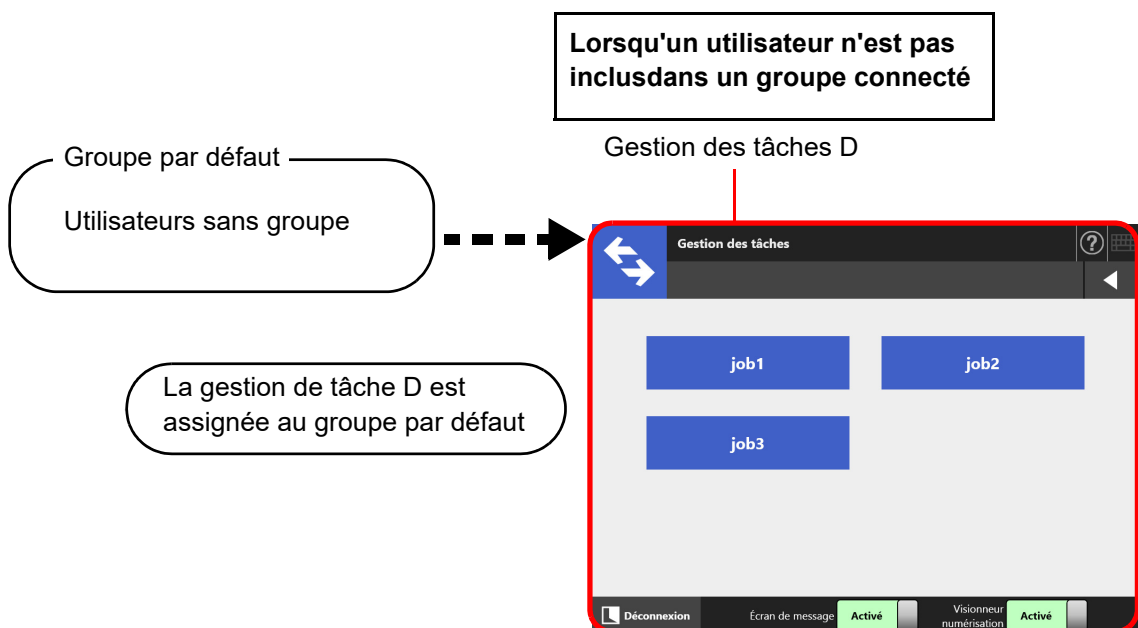 Lorsqu'un utilisateur n'est pas
inclusdans un groupe connecté
Gestion des tâches D
Groupe par défaut
Utilisateurs sans groupe
La gestion de tâche D est
assignée au groupe par défaut
Gestion des tâches
?
job1
job2
job3
Déconnexion
Écran de message
Activé
Visionneur
numérisation
Activé